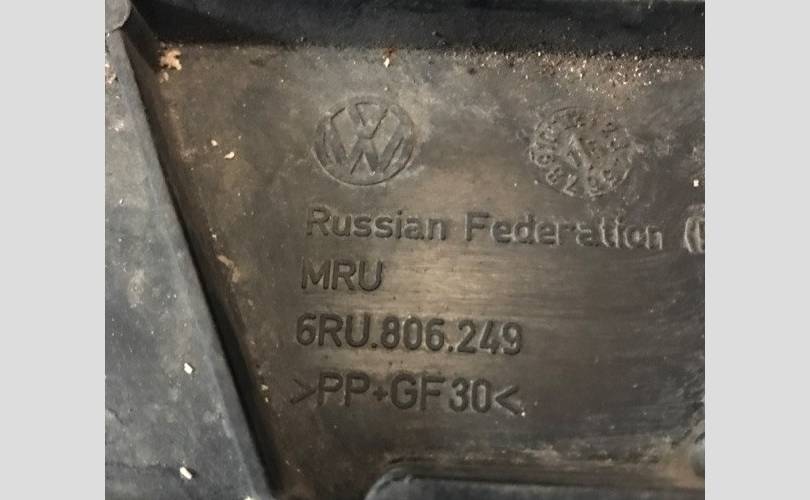 Russian Federation
MRU
6RU.806.249
>PP+GF30<